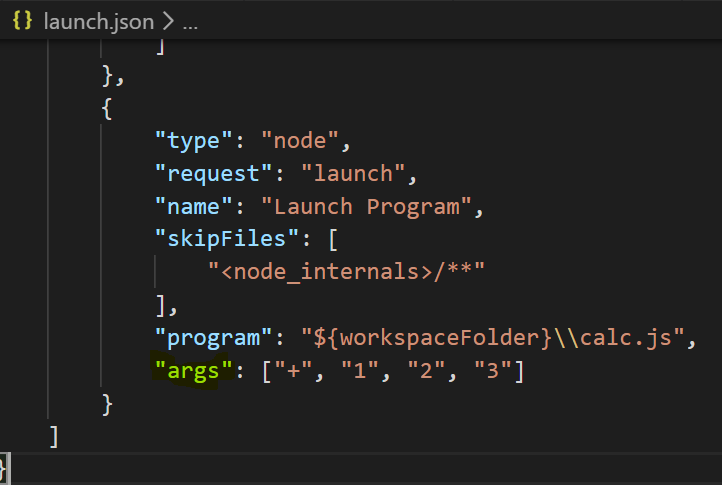 {} launch.json > ...
]
},
{
"type": "node",
"request": "launch",
"name": "Launch Program",
"skipFiles": [
"<node_internals>/**"
],
"program": "${workspaceFolder}\\calc.js",
"args": ["+", "1", "2", "3"]
}
]
}